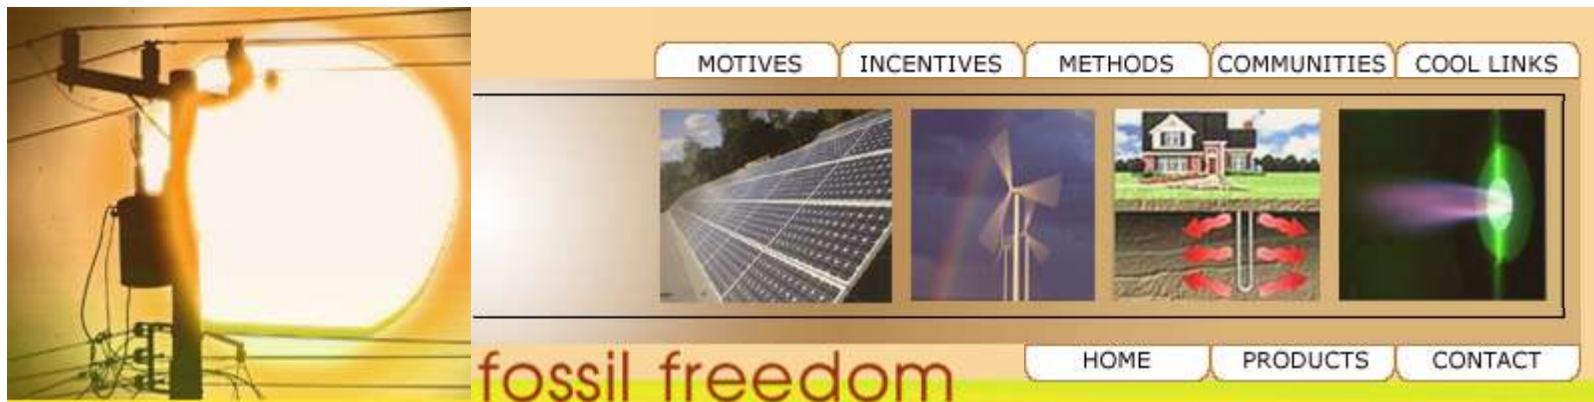 MOTIVES INCENTIVES METHODS COMMUNITIES COOL LINKS
fossil freedom
HOME PRODUCTS CONTACT